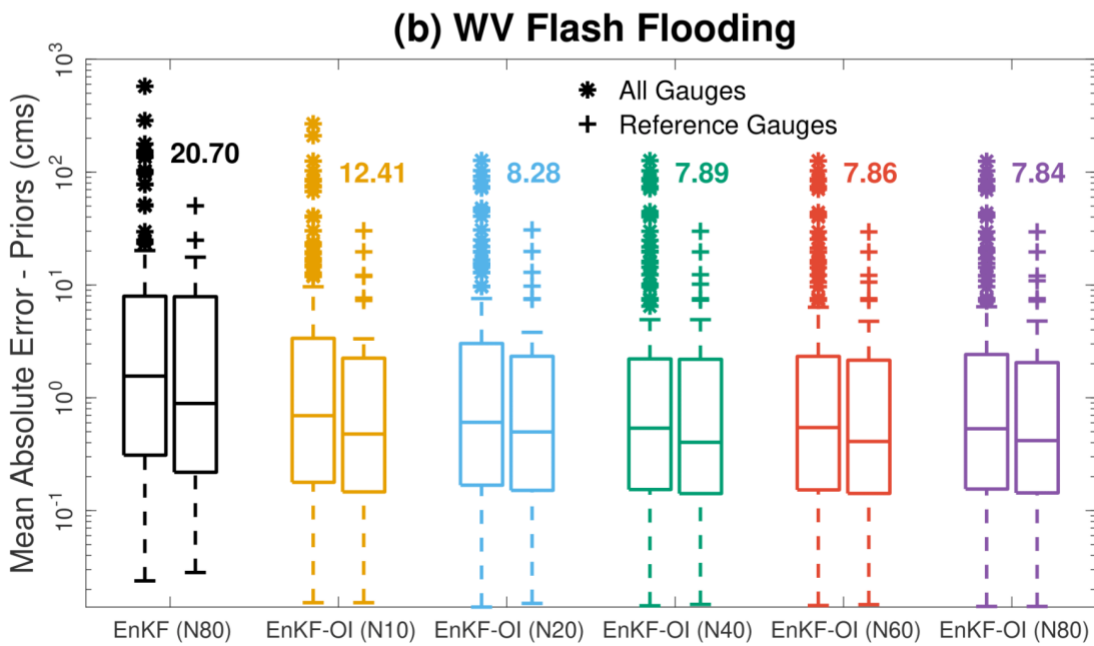 (b) WV Flash Flooding
Mean Absolute Error - Priors (cms)
10^3
10^2
10^1
10^0
10^-1
All Gauges
Reference Gauges
20.70
12.41
8.28
7.89
7.86
7.84
EnKF (N80)
EnKF-OI (N10)
EnKF-OI (N20)
EnKF-OI (N40)
EnKF-OI (N60)
EnKF-OI (N80)